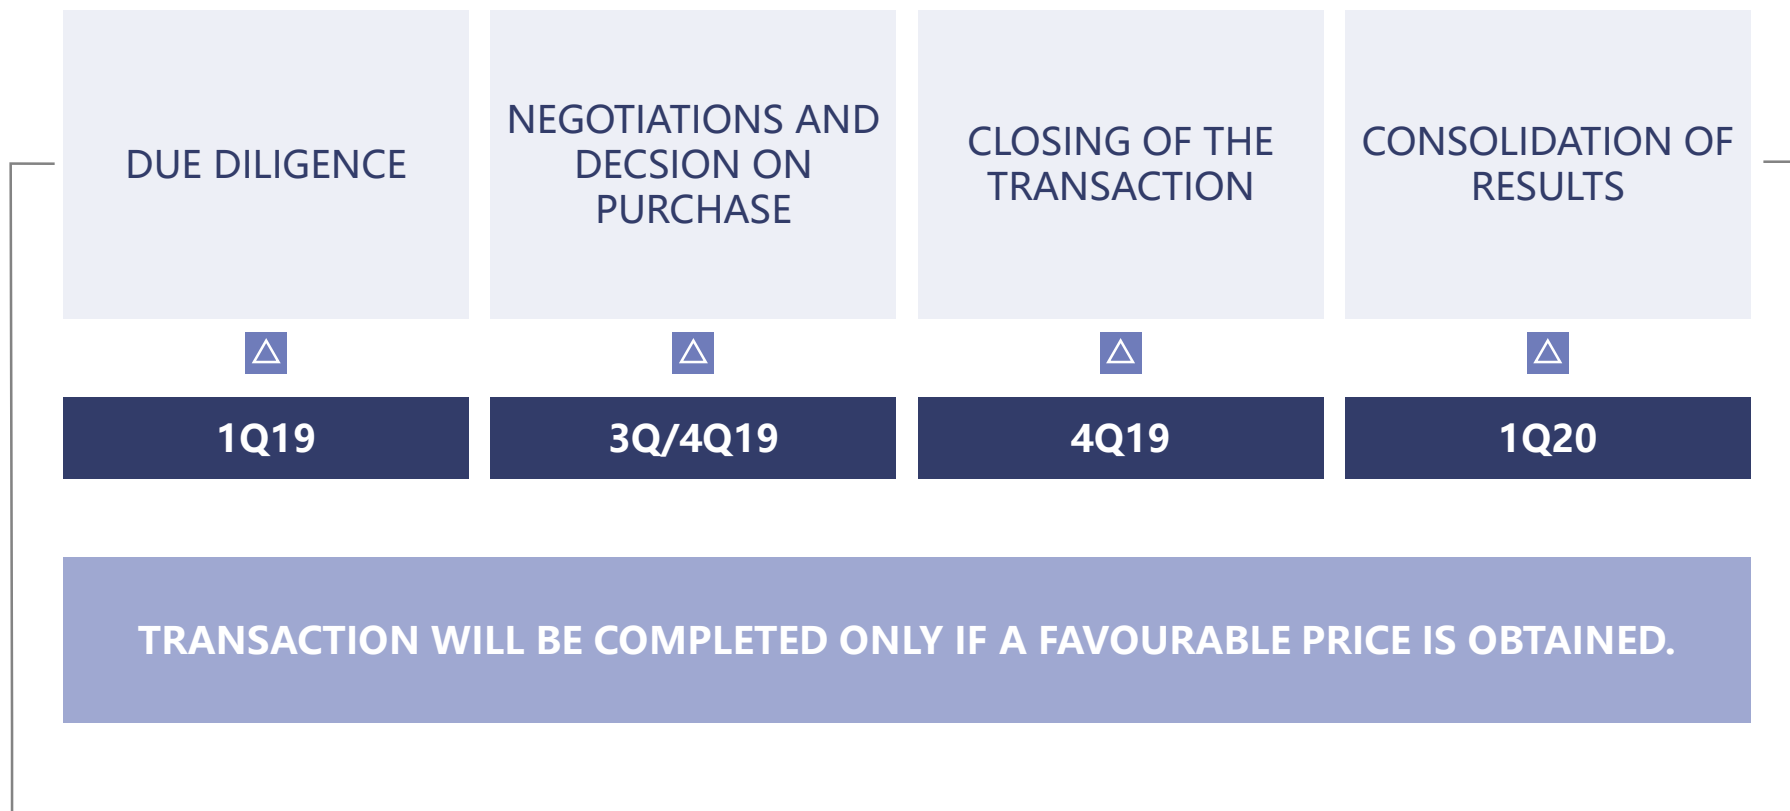 DUE DILIGENCE
NEGOTIATIONS AND
DECSION ON
PURCHASE
CLOSING OF THE
TRANSACTION
CONSOLIDATION OF
RESULTS
1Q19
3Q/4Q19
4Q19
1Q20
TRANSACTION WILL BE COMPLETED ONLY IF A FAVOURABLE PRICE IS OBTAINED.